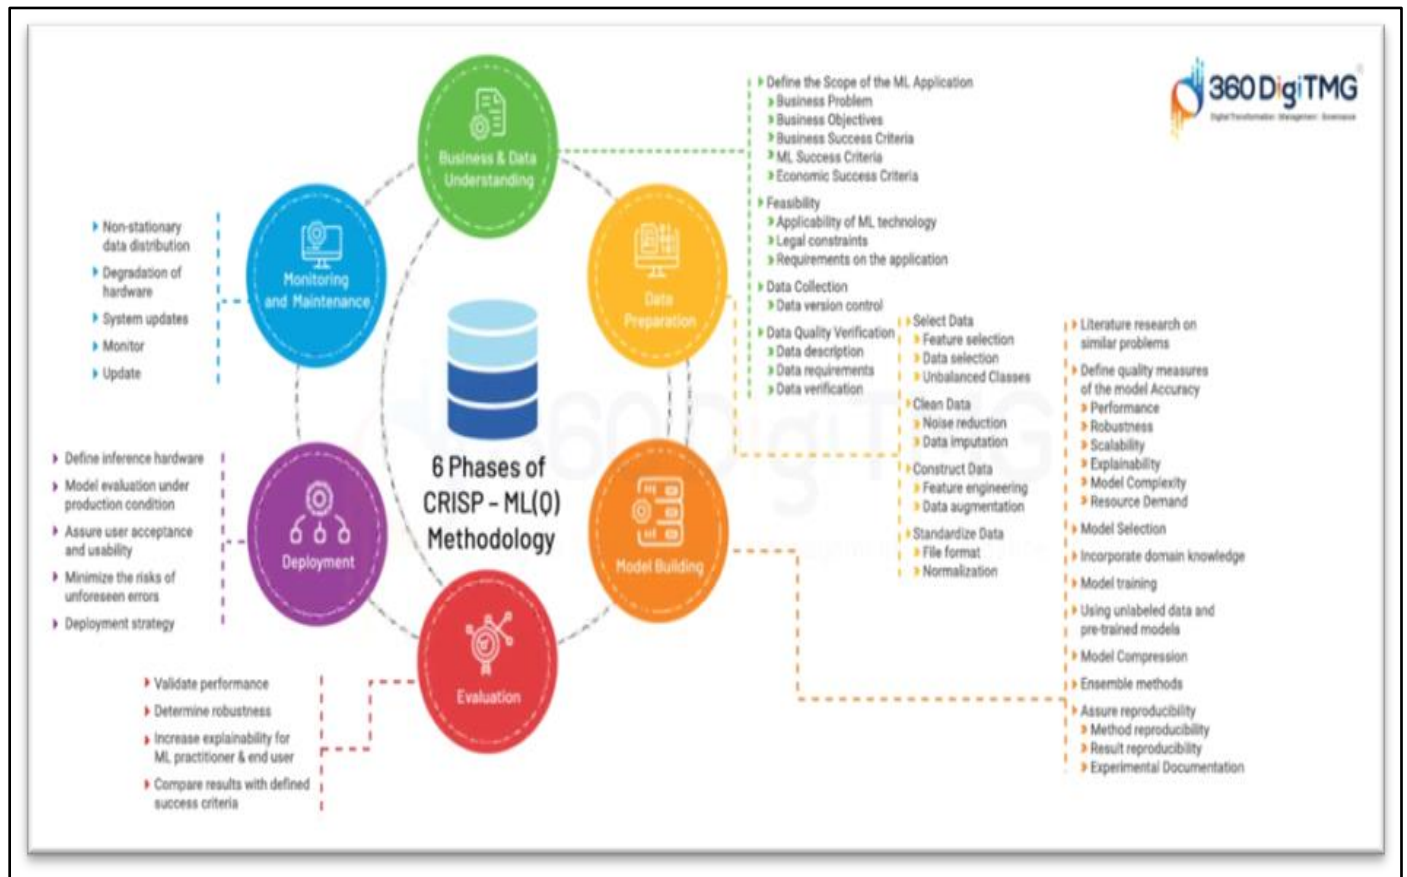 360 DigiTMG
Digital Transformation · Management · Governance
Business & Data
Understanding
Define the Scope of the ML Application
Business Problem
Business Objectives
Business Success Criteria
ML Success Criteria
Economic Success Criteria
Feasibility
Applicability of ML technology
Legal constraints
Requirements on the application
Data Collection
Data version control
Data Quality Verification
Data description
Data requirements
Data verification
Data
Preparation
Select Data
Feature selection
Data selection
Unbalanced Classes
Clean Data
Noise reduction
Data imputation
Construct Data
Feature engineering
Data augmentation
Standardize Data
File format
Normalization
Model Building
Literature research on
similar problems
Define quality measures
of the model Accuracy
Performance
Robustness
Scalability
Explainability
Model Complexity
Resource Demand
Model Selection
Incorporate domain knowledge
Model training
Using unlabeled data and
pre-trained models
Model Compression
Ensemble methods
Assure reproducibility
Method reproducibility
Result reproducibility
Experimental Documentation
Evaluation
Validate performance
Determine robustness
Increase explainability for
ML practitioner & end user
Compare results with defined
success criteria
Deployment
Define inference hardware
Model evaluation under
production condition
Assure user acceptance
and usability
Minimize the risks of
unforeseen errors
Deployment strategy
Monitoring
and Maintenance
Non-stationary
data distribution
Degradation of
hardware
System updates
Monitor
Update
6 Phases of
CRISP - ML(Q)
Methodology
360DigiTMG